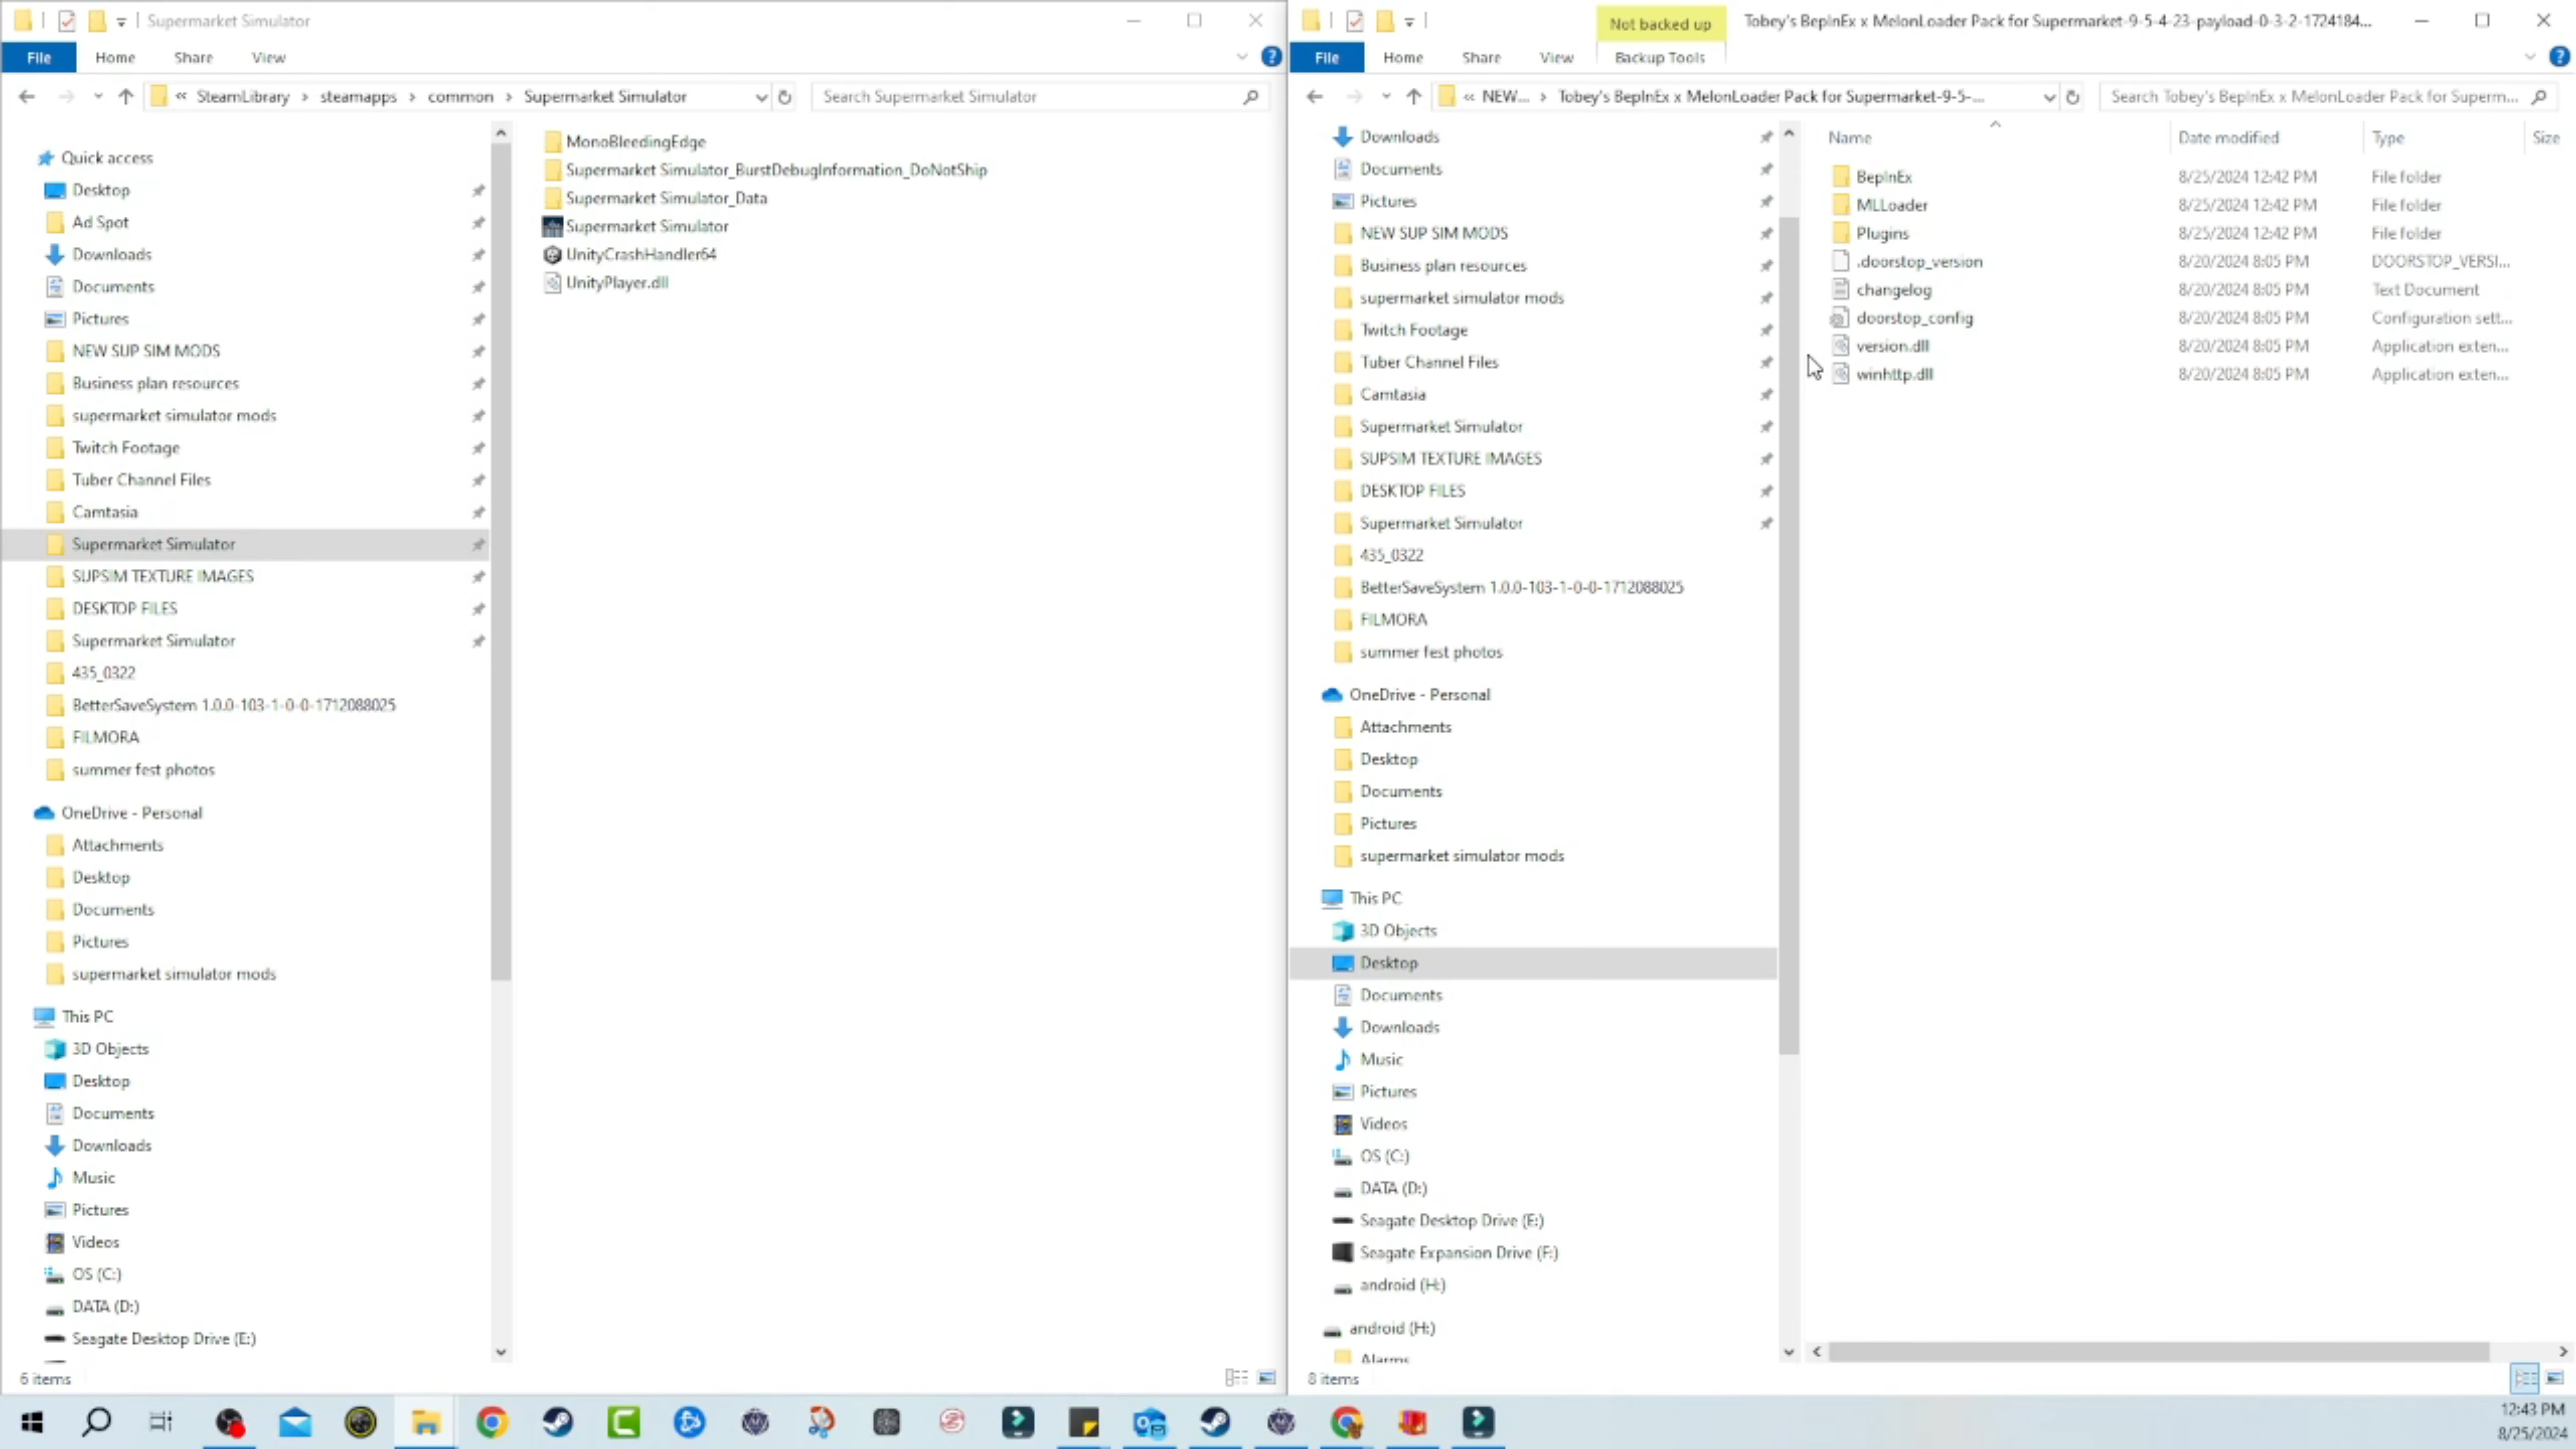 Supermarket Simulator
File
Home
Share
View
SteamLibrary
steamapps
common
Supermarket Simulator
Search Supermarket Simulator
Quick access
Desktop
Ad Spot
Downloads
Documents
Pictures
NEW SUP SIM MODS
Business plan resources
supermarket simulator mods
Twitch Footage
Tuber Channel Files
Camtasia
Supermarket Simulator
SUPSIM TEXTURE IMAGES
DESKTOP FILES
Supermarket Simulator
435_0322
BetterSaveSystem 1.0.0-103-1-0-0-1712088025
FILMORA
summer fest photos
OneDrive - Personal
Attachments
Desktop
Documents
Pictures
supermarket simulator mods
This PC
3D Objects
Desktop
Documents
Downloads
Music
Pictures
Videos
OS (C:)
DATA (D:)
Seagate Desktop Drive (E:)
MonoBleedingEdge
Supermarket Simulator_BurstDebugInformation_DoNotShip
Supermarket Simulator_Data
Supermarket Simulator
UnityCrashHandler64
UnityPlayer.dll
6 items
Not backed up
Tobey's BepInEx x MelonLoader Pack for Supermarket-9-5-4-23-payload-0-3-2-1724184...
File
Home
Share
View
Backup Tools
NEW...
Tobey's BepInEx x MelonLoader Pack for Supermarket-9-5-...
Search Tobey's BepInEx x MelonLoader Pack for Superm...
Downloads
Documents
Pictures
NEW SUP SIM MODS
Business plan resources
supermarket simulator mods
Twitch Footage
Tuber Channel Files
Camtasia
Supermarket Simulator
SUPSIM TEXTURE IMAGES
DESKTOP FILES
Supermarket Simulator
435_0322
BetterSaveSystem 1.0.0-103-1-0-0-1712088025
FILMORA
summer fest photos
OneDrive - Personal
Attachments
Desktop
Documents
Pictures
supermarket simulator mods
This PC
3D Objects
Desktop
Documents
Downloads
Music
Pictures
Videos
OS (C:)
DATA (D:)
Seagate Desktop Drive (E:)
Seagate Expansion Drive (F:)
android (H:)
android (H:)
Alarms
Name Date modified Type Size
BepInEx 8/25/2024 12:42 PM File folder
MLLoader 8/25/2024 12:42 PM File folder
Plugins 8/25/2024 12:42 PM File folder
.doorstop_version 8/20/2024 8:05 PM DOORSTOP_VERSI...
changelog 8/20/2024 8:05 PM Text Document
doorstop_config 8/20/2024 8:05 PM Configuration sett...
version.dll 8/20/2024 8:05 PM Application exten...
winhttp.dll 8/20/2024 8:05 PM Application exten...
8 items
12:43 PM
8/25/2024